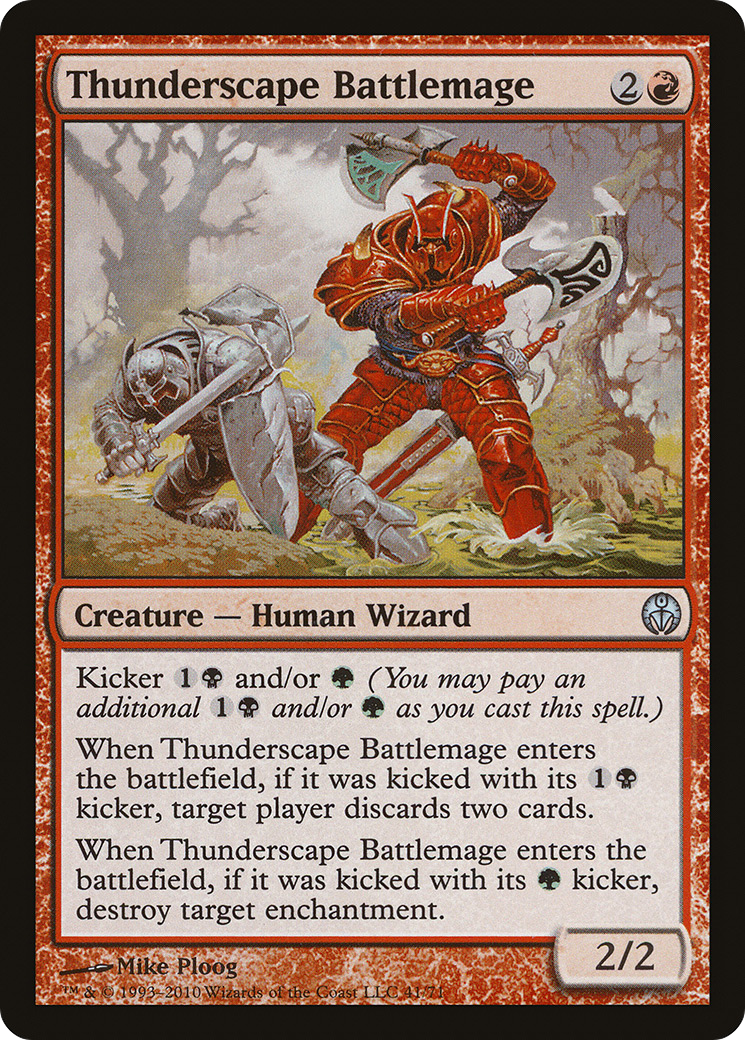 Thunderscape Battlemage 2
Creature — Human Wizard
Kicker 1 and/or (You may pay an
additional 1 and/or as you cast this spell.)
When Thunderscape Battlemage enters
the battlefield, if it was kicked with its 1
kicker, target player discards two cards.
When Thunderscape Battlemage enters the
battlefield, if it was kicked with its kicker,
destroy target enchantment.
2/2
Mike Ploog
™ & © 1993–2010 Wizards of the Coast LLC 41/71